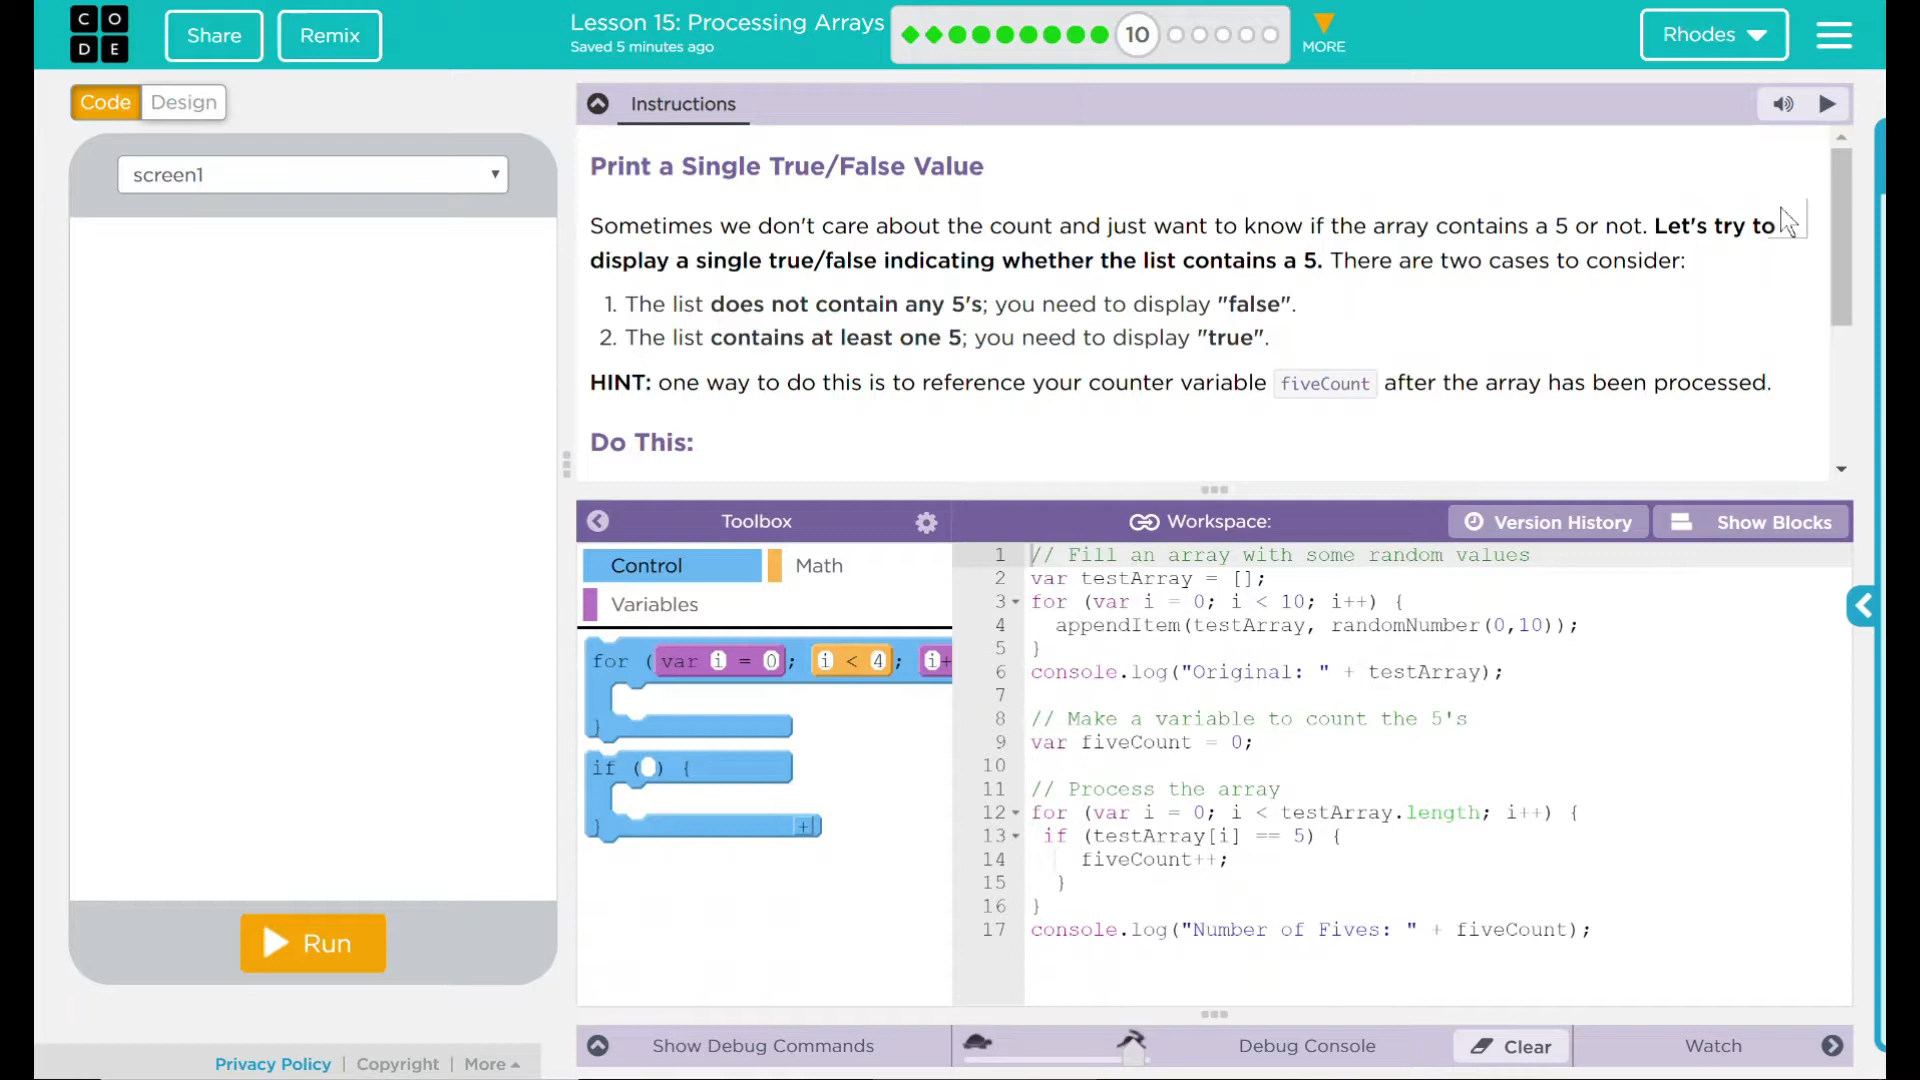 C O
D E
Share
Remix
Lesson 15: Processing Arrays
Saved 5 minutes ago
10
MORE
Rhodes
Code
Design
Instructions
screen1
Print a Single True/False Value
Sometimes we don't care about the count and just want to know if the array contains a 5 or not. Let's try to
display a single true/false indicating whether the list contains a 5. There are two cases to consider:
1. The list does not contain any 5's; you need to display "false".
2. The list contains at least one 5; you need to display "true".
HINT: one way to do this is to reference your counter variable fiveCount after the array has been processed.
Do This:
Toolbox
Workspace:
Version History
Show Blocks
Control
Math
Variables
for ( var i = 0 ; i < 4 ; i+
}
if ( ) {
} +
1 // Fill an array with some random values
2 var testArray = [];
3 for (var i = 0; i < 10; i++) {
4 appendItem(testArray, randomNumber(0,10));
5 }
6 console.log("Original: " + testArray);
7
8 // Make a variable to count the 5's
9 var fiveCount = 0;
10
11 // Process the array
12 for (var i = 0; i < testArray.length; i++) {
13 if (testArray[i] == 5) {
14 fiveCount++;
15 }
16 }
17 console.log("Number of Fives: " + fiveCount);
Run
Show Debug Commands
Debug Console
Clear
Watch
Privacy Policy | Copyright | More